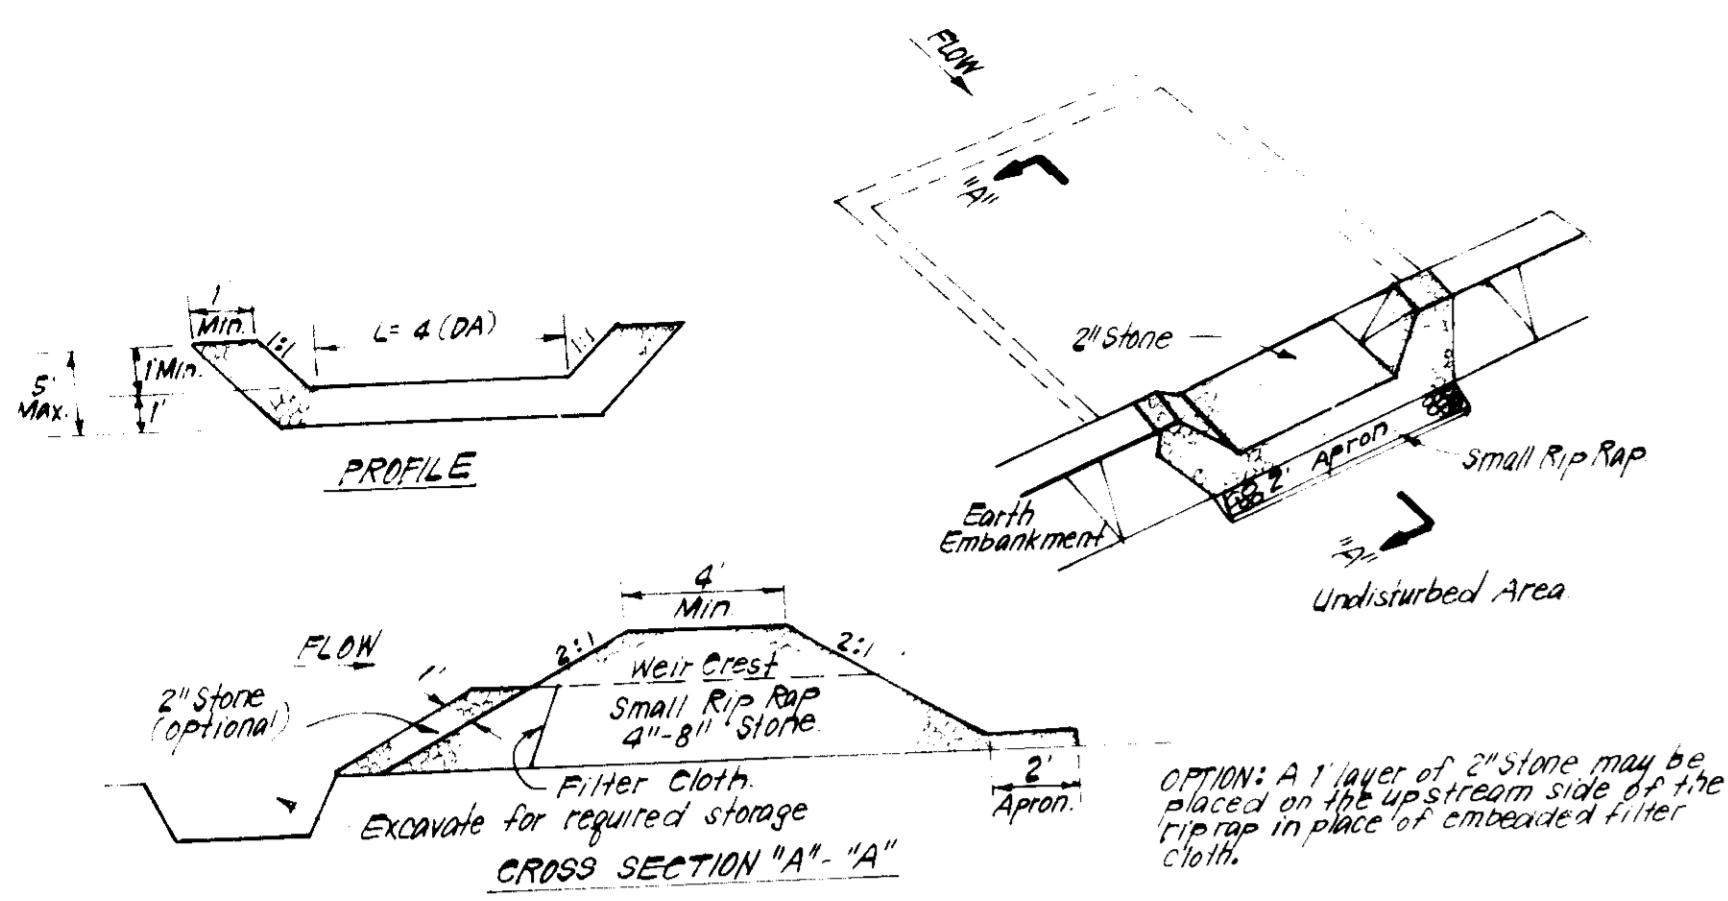 FLOW
"A"
1
Min.
1:1
L= 4 (DA)
1:1
1' Min.
5'
Max.
1'
PROFILE
2" Stone
Apron
2'
Small Rip Rap
Earth
Embankment
"A"
Undisturbed Area
4'
Min
FLOW
2:1
2:1
1'
Weir Crest
2" Stone
(optional)
Small Rip Rap
4"-8" Stone
Filter Cloth.
2'
Apron.
Excavate for required storage
CROSS SECTION "A"- "A"
OPTION: A 1' layer of 2" Stone may be
placed on the upstream side of the
riprap in place of embeaded filter
cloth.